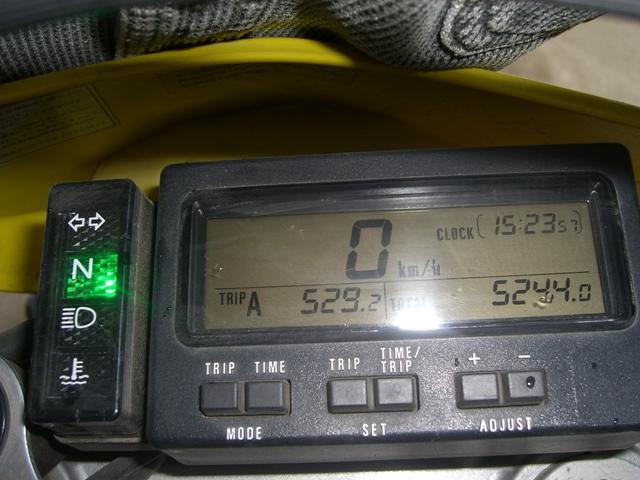 N
0 km/h
CLOCK (15:23 57)
TRIP A 529.2
TOTAL 5244.0
TRIP TIME
MODE
TRIP TIME/TRIP
SET
+ -
ADJUST